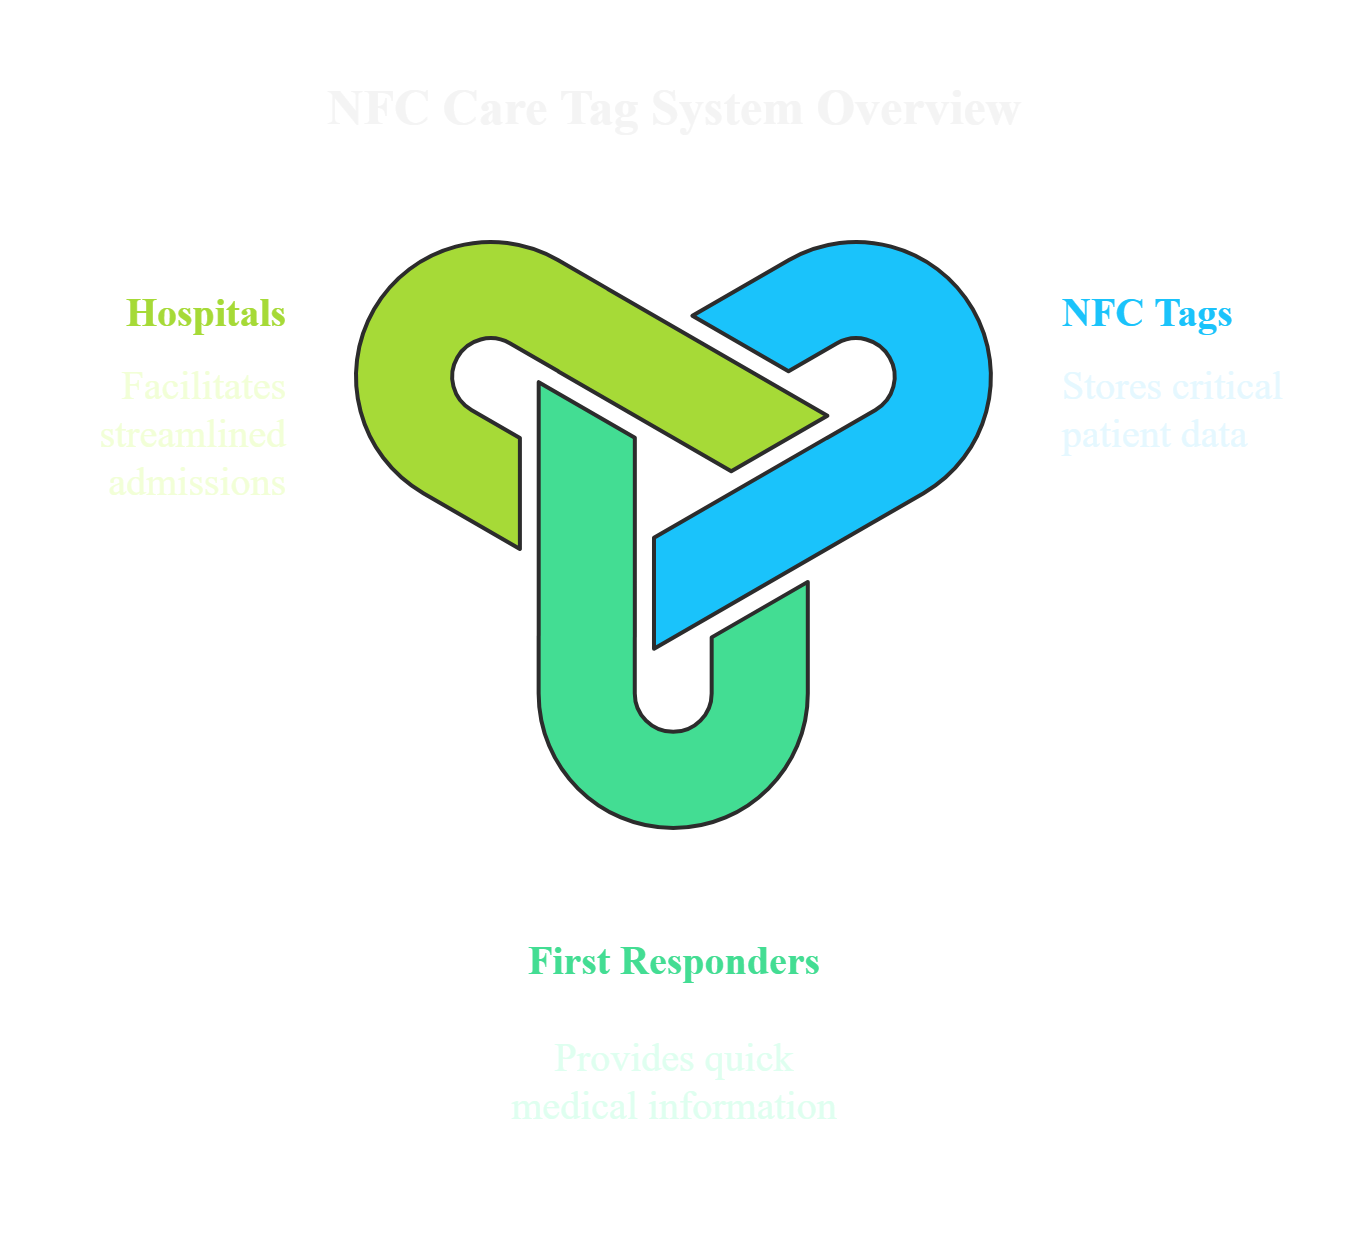 NFC Care Tag System Overview
Hospitals
Facilitates
streamlined
admissions
NFC Tags
Stores critical
patient data
First Responders
Provides quick
medical information